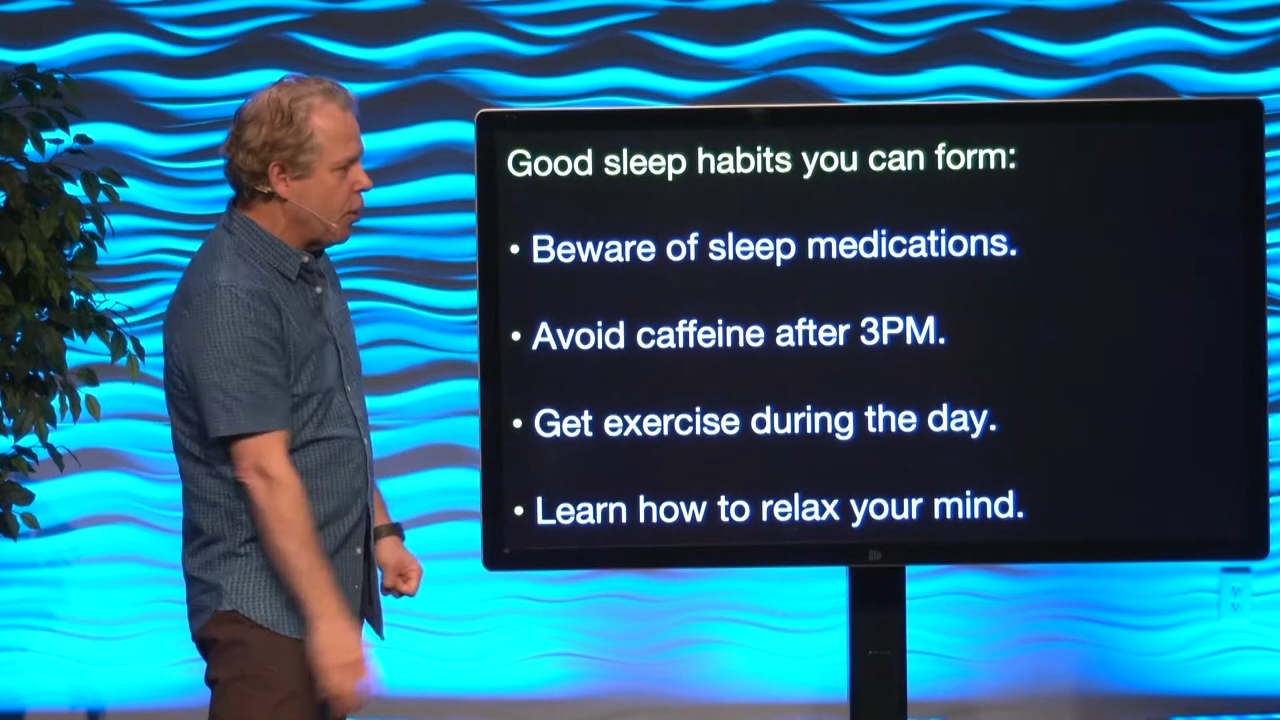 Good sleep habits you can form:
• Beware of sleep medications.
• Avoid caffeine after 3PM.
• Get exercise during the day.
• Learn how to relax your mind.
elo